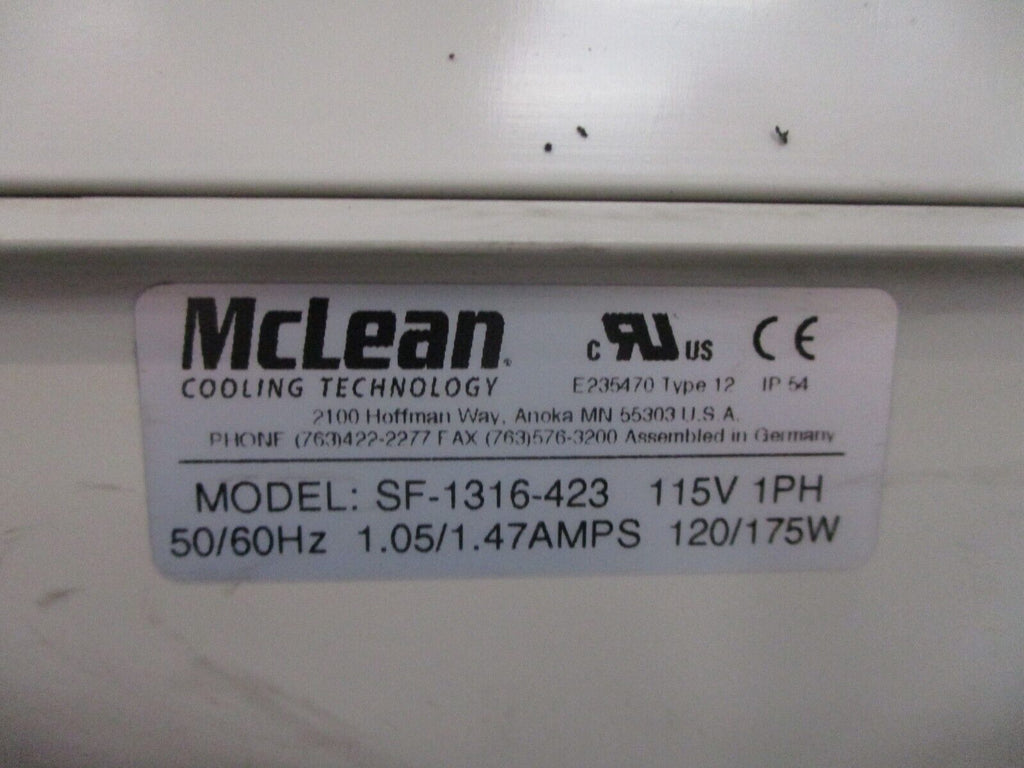 McLean
COOLING TECHNOLOGY
c RU US CE
E235470 Type 12 IP 54
2100 Hoffman Way, Anoka MN 55303 U.S.A.
PHONE (763)422-2277 FAX (763)576-3200 Assembled in Germany
MODEL: SF-1316-423 115V 1PH
50/60Hz 1.05/1.47AMPS 120/175W